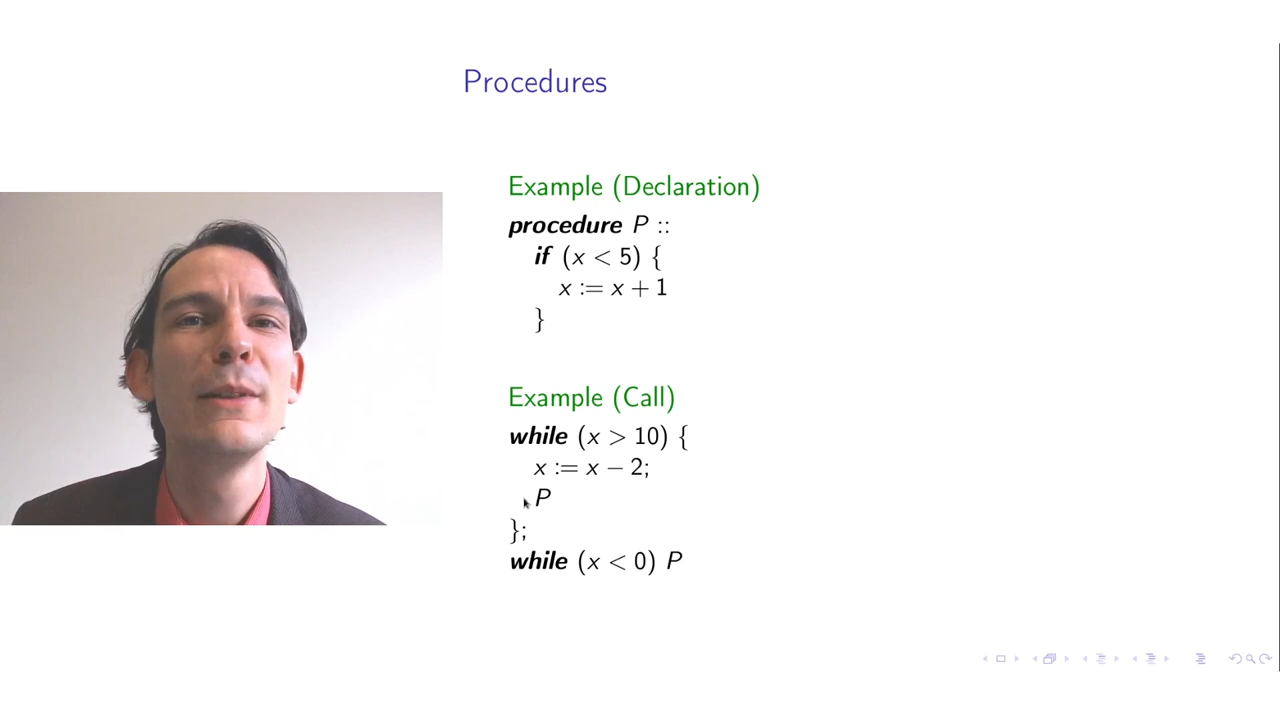 Procedures
Example (Declaration)
procedure P ::
if (x < 5) {
x := x + 1
}
Example (Call)
while (x > 10) {
x := x − 2;
P
};
while (x < 0) P